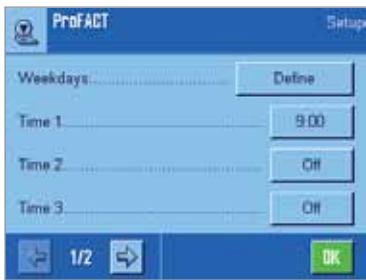 ProFACT Setup
Weekdays Define
Time 1 9:00
Time 2 Off
Time 3 Off
1/2 OK